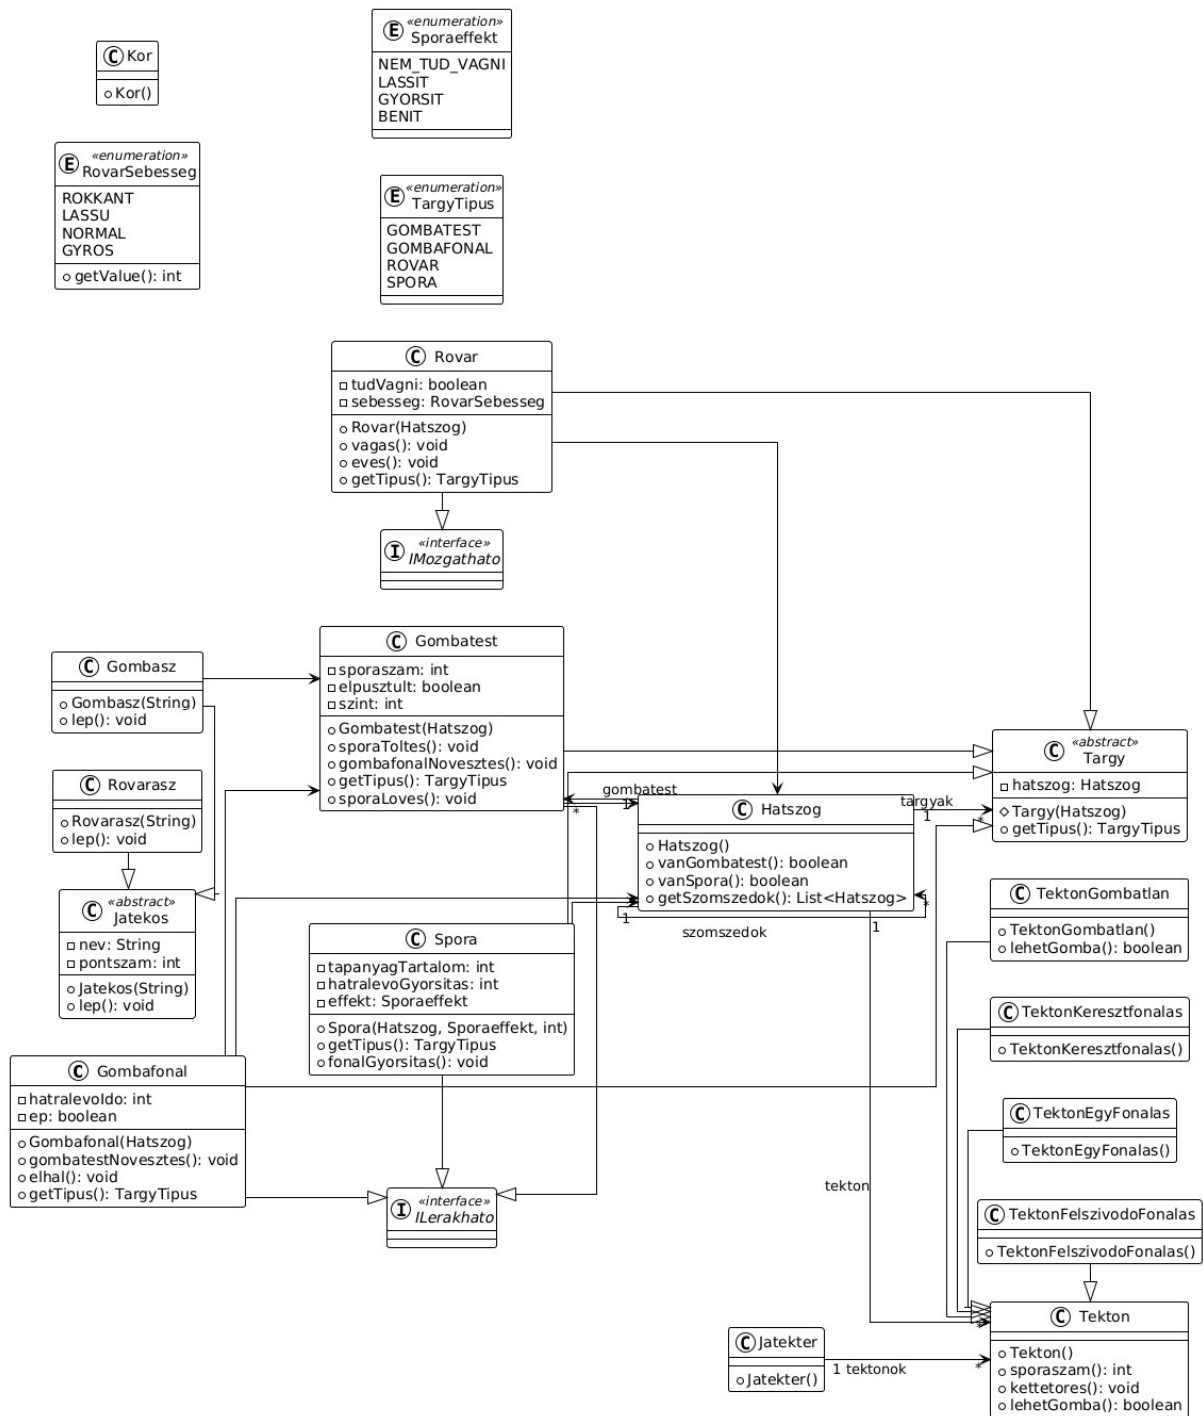 C Kor
Kor()
E «enumeration»
Sporaeffekt
NEM_TUD_VAGNI
LASSIT
GYORSIT
BENIT
E «enumeration»
RovarSebesseg
ROKKANT
LASSU
NORMAL
GYROS
getValue(): int
E «enumeration»
TargyTipus
GOMBATEST
GOMBAFONAL
ROVAR
SPORA
C Rovar
tudVagni: boolean
sebesseg: RovarSebesseg
Rovar(Hatszog)
vagas(): void
eves(): void
getTipus(): TargyTipus
I «interface»
IMozgathato
C Gombasz
Gombasz(String)
lep(): void
C Gombatest
sporaszam: int
elpusztult: boolean
szint: int
Gombatest(Hatszog)
sporaToltes(): void
gombafonalNovesztes(): void
getTipus(): TargyTipus
sporaLoves(): void
C «abstract»
Targy
hatszog: Hatszog
Targy(Hatszog)
getTipus(): TargyTipus
gombatest
1
*
C Hatszog
Hatszog()
vanGombatest(): boolean
vanSpora(): boolean
getSzomszedok(): List<Hatszog>
targyak
1
*
1
*
szomszedok
1
C Rovarasz
Rovarasz(String)
lep(): void
C «abstract»
Jatekos
nev: String
pontszam: int
Jatekos(String)
lep(): void
C Spora
tapanyagTartalom: int
hatralevoGyorsitas: int
effekt: Sporaeffekt
Spora(Hatszog, Sporaeffekt, int)
getTipus(): TargyTipus
fonalGyorsitas(): void
C TektonGombatlan
TektonGombatlan()
lehetGomba(): boolean
C TektonKeresztfonalas
TektonKeresztfonalas()
C Gombafonal
hatralevoIdo: int
ep: boolean
Gombafonal(Hatszog)
gombatestNovesztes(): void
elhal(): void
getTipus(): TargyTipus
C TektonEgyFonalas
TektonEgyFonalas()
tekton
I «interface»
ILerakhato
C TektonFelszivodoFonalas
TektonFelszivodoFonalas()
C Jatekter
Jatekter()
1 tektonok
*
*
C Tekton
Tekton()
sporaszam(): int
kettetores(): void
lehetGomba(): boolean